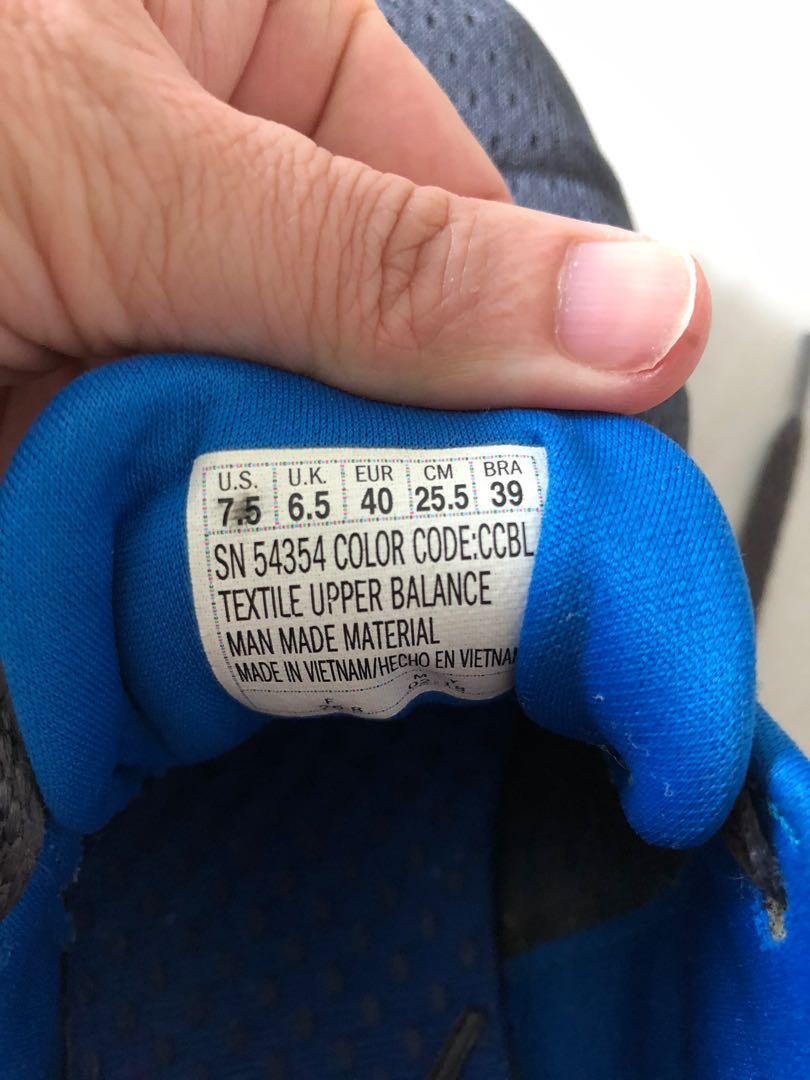 U.S. U.K. EUR CM BRA
7.5 6.5 40 25.5 39
SN 54354 COLOR CODE:CCBL
TEXTILE UPPER BALANCE
MAN MADE MATERIAL
MADE IN VIETNAM/HECHO EN VIETNAM
F M Y